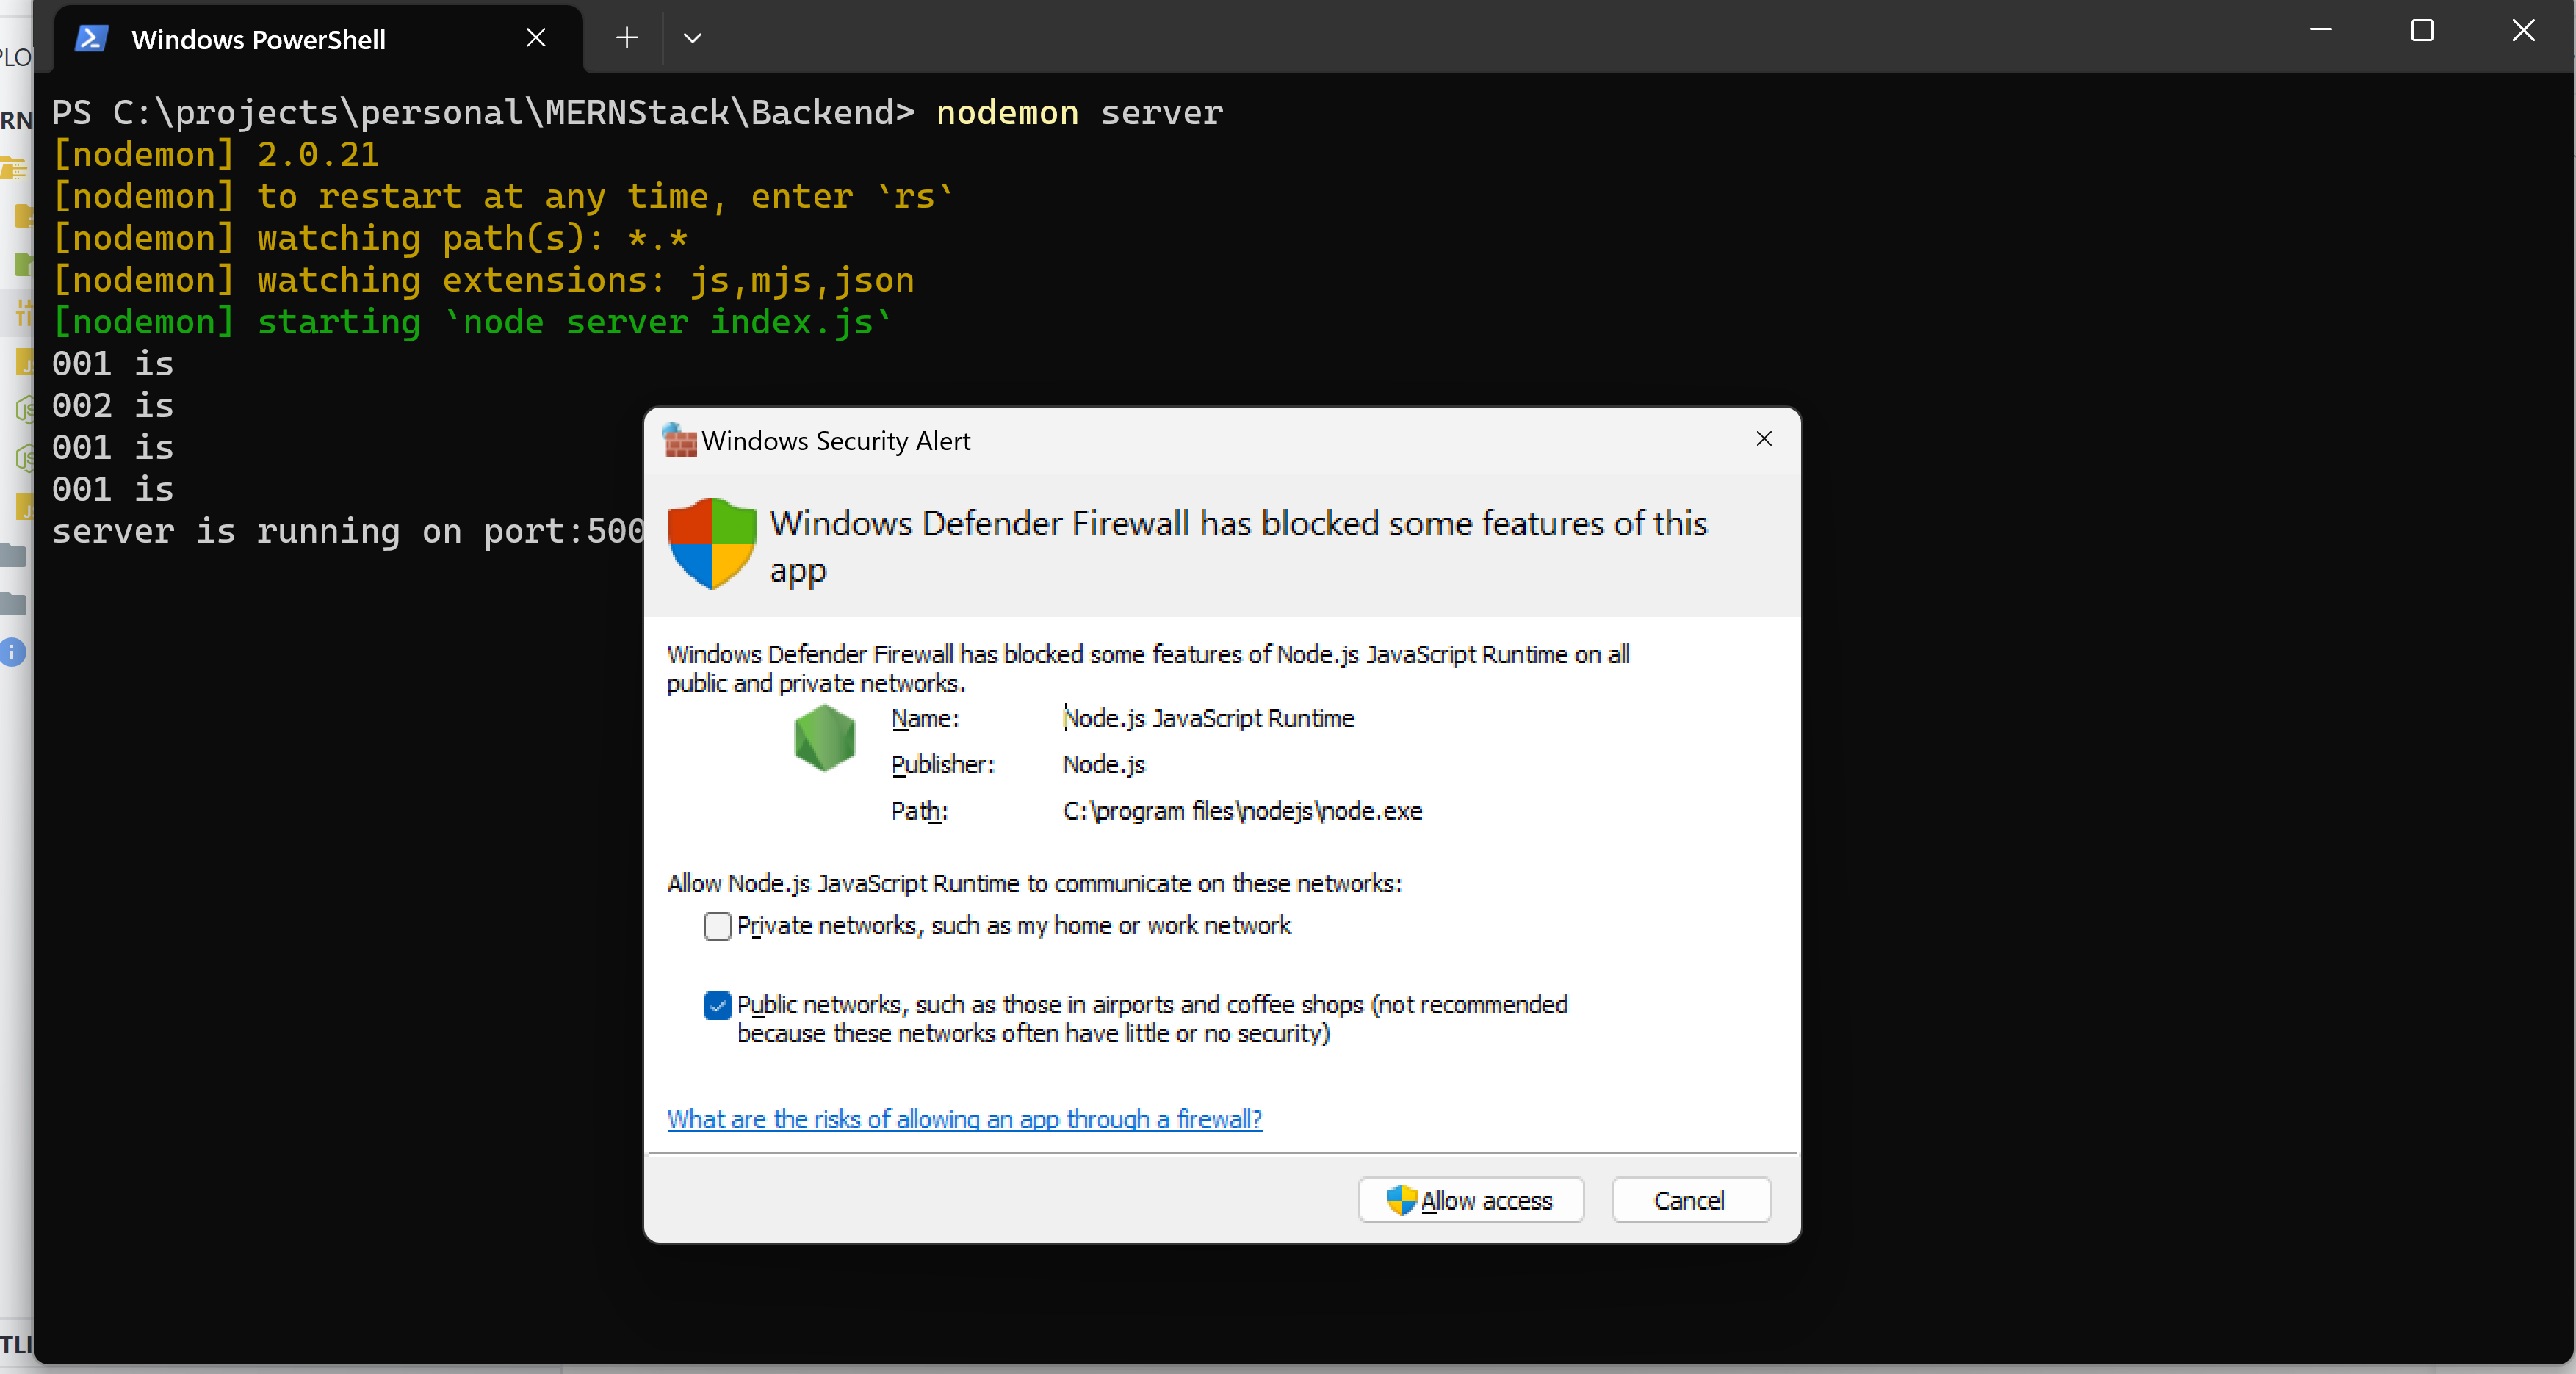 Windows PowerShell
PS C:\projects\personal\MERNStack\Backend> nodemon server
[nodemon] 2.0.21
[nodemon] to restart at any time, enter `rs`
[nodemon] watching path(s): *.*
[nodemon] watching extensions: js,mjs,json
[nodemon] starting `node server index.js`
001 is
002 is
001 is
001 is
server is running on port:500
Windows Security Alert
Windows Defender Firewall has blocked some features of this
app
Windows Defender Firewall has blocked some features of Node.js JavaScript Runtime on all
public and private networks.
Name: Node.js JavaScript Runtime
Publisher: Node.js
Path: C:\program files\nodejs\node.exe
Allow Node.js JavaScript Runtime to communicate on these networks:
Private networks, such as my home or work network
Public networks, such as those in airports and coffee shops (not recommended
because these networks often have little or no security)
What are the risks of allowing an app through a firewall?
Allow access
Cancel